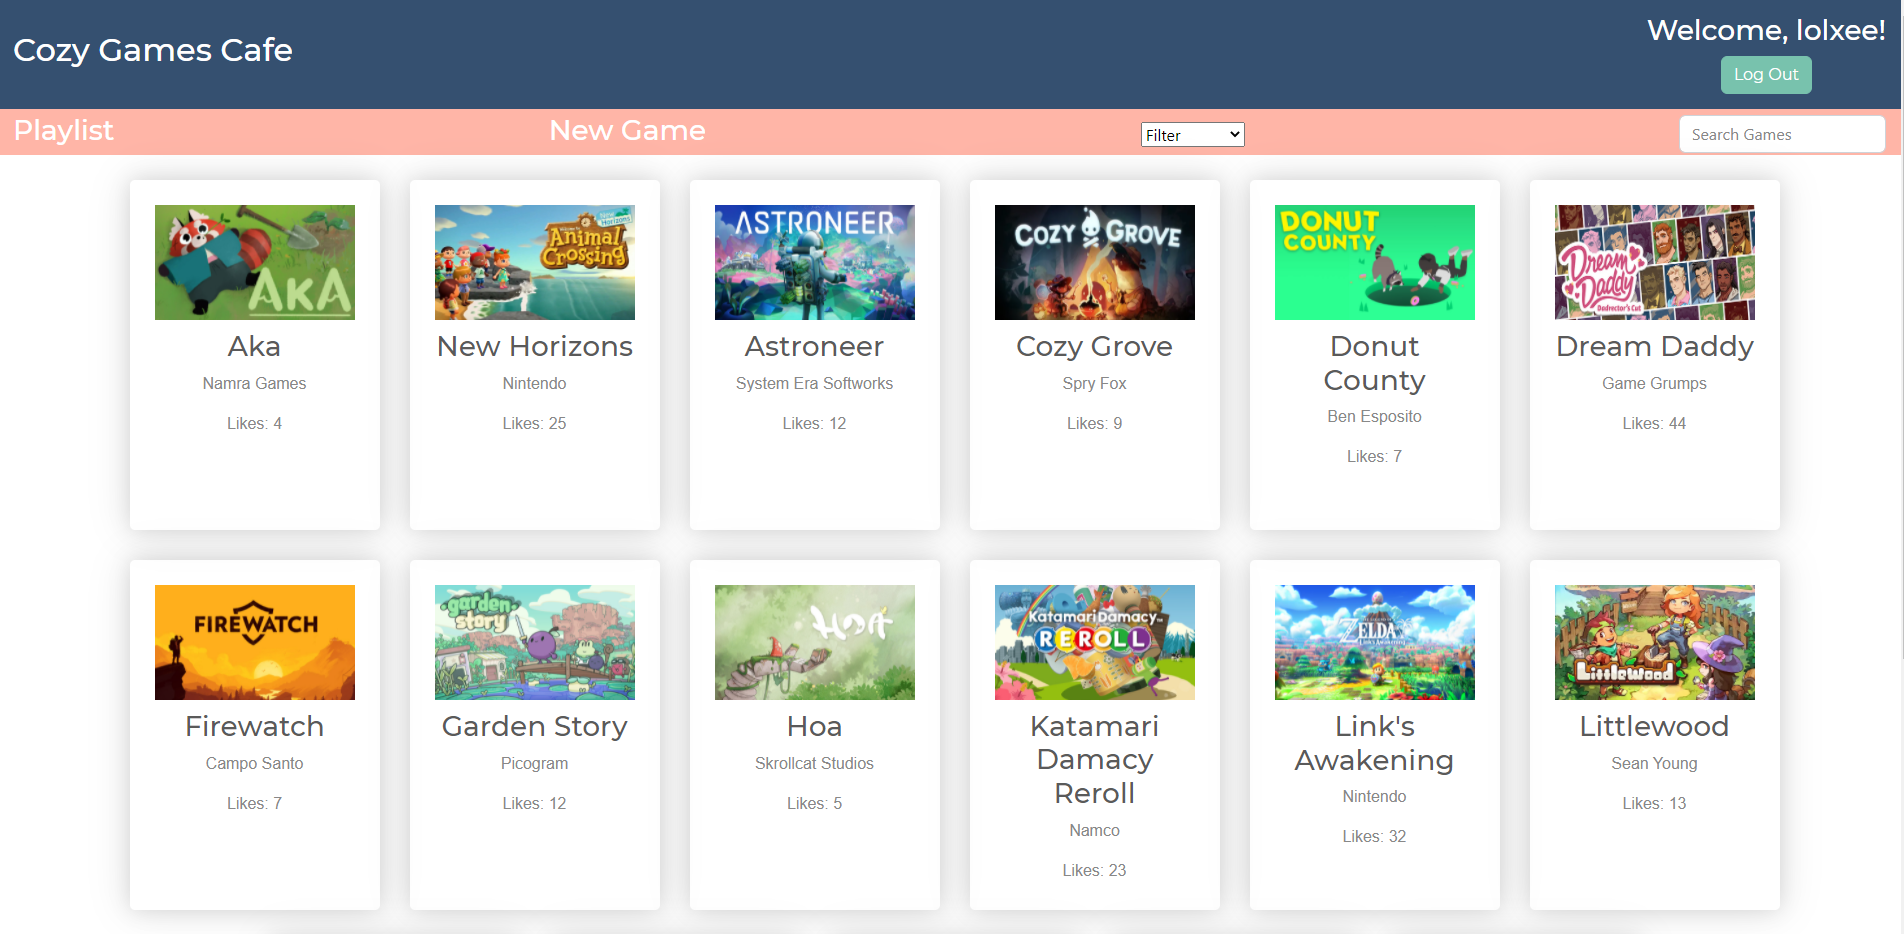 Cozy Games Cafe
Welcome, lolxee!
Log Out
Playlist
New Game
Filter
Search Games
AKA
New Horizons
Animal
Crossing
ASTRONEER
COZY GROVE
DONUT
COUNTY
Dream
Daddy
Dadrector's Cut
Aka
New Horizons
Astroneer
Cozy Grove
Donut
County
Dream Daddy
Namra Games
Nintendo
System Era Softworks
Spry Fox
Ben Esposito
Game Grumps
Likes: 4
Likes: 25
Likes: 12
Likes: 9
Likes: 7
Likes: 44
FIREWATCH
garden
story
HOA
Katamari Damacy
REROLL
ZELDA
Link's Awakening
Littlewood
Firewatch
Garden Story
Hoa
Katamari
Damacy
Reroll
Link's
Awakening
Littlewood
Campo Santo
Picogram
Skrollcat Studios
Namco
Nintendo
Sean Young
Likes: 7
Likes: 12
Likes: 5
Likes: 23
Likes: 32
Likes: 13